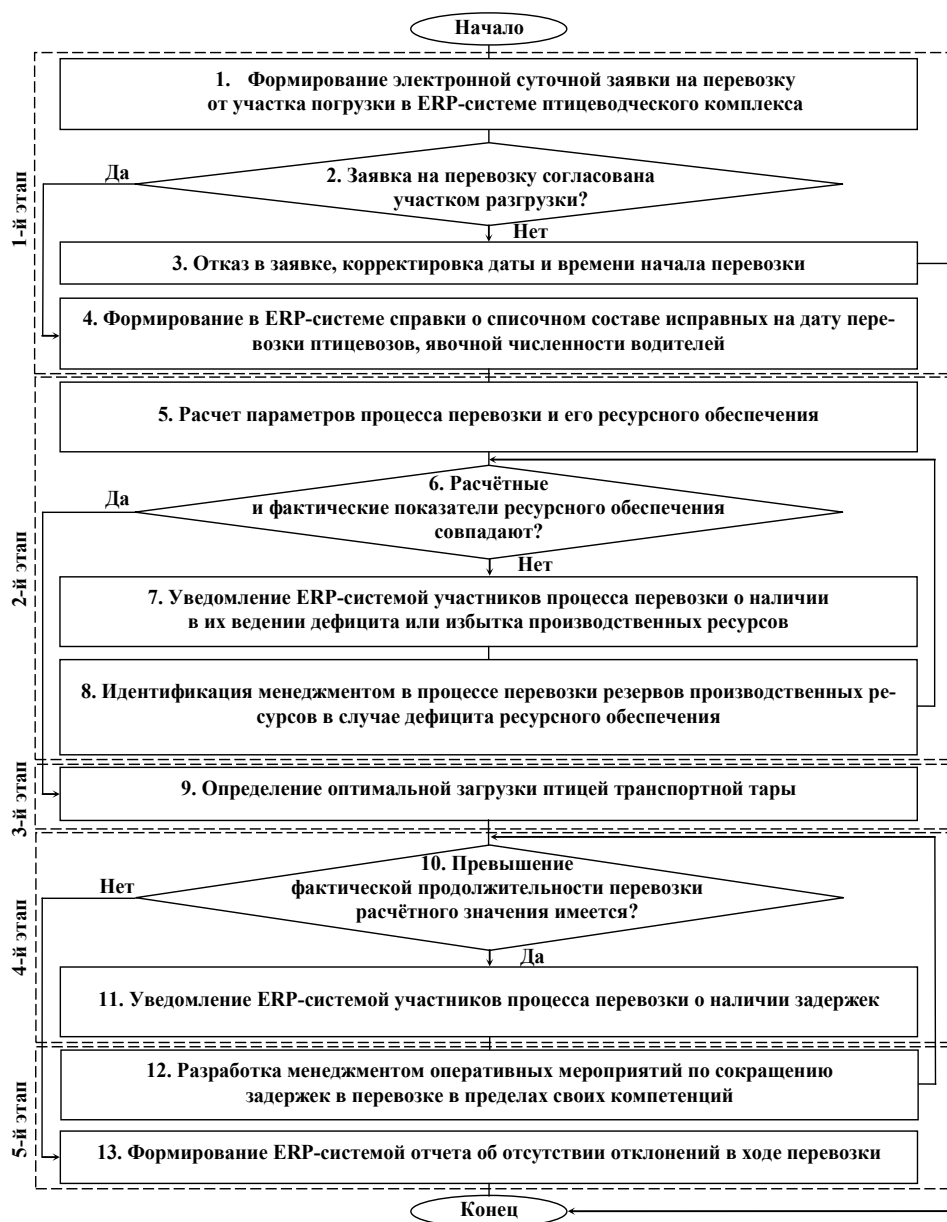 Начало
1. Формирование электронной суточной заявки на перевозку
от участка погрузки в ERP-системе птицеводческого комплекса
Да
2. Заявка на перевозку согласована
участком разгрузки?
Нет
3. Отказ в заявке, корректировка даты и времени начала перевозки
4. Формирование в ERP-системе справки о списочном составе исправных на дату пере-
возки птицевозов, явочной численности водителей
1-й этап
5. Расчет параметров процесса перевозки и его ресурсного обеспечения
Да
6. Расчётные
и фактические показатели ресурсного обеспечения
совпадают?
Нет
7. Уведомление ERP-системой участников процесса перевозки о наличии
в их ведении дефицита или избытка производственных ресурсов
8. Идентификация менеджментом в процессе перевозки резервов производственных ре-
сурсов в случае дефицита ресурсного обеспечения
2-й этап
9. Определение оптимальной загрузки птицей транспортной тары
3-й этап
Нет
10. Превышение
фактической продолжительности перевозки
расчётного значения имеется?
Да
11. Уведомление ERP-системой участников процесса перевозки о наличии задержек
4-й этап
12. Разработка менеджментом оперативных мероприятий по сокращению
задержек в перевозке в пределах своих компетенций
13. Формирование ERP-системой отчета об отсутствии отклонений в ходе перевозки
5-й этап
Конец